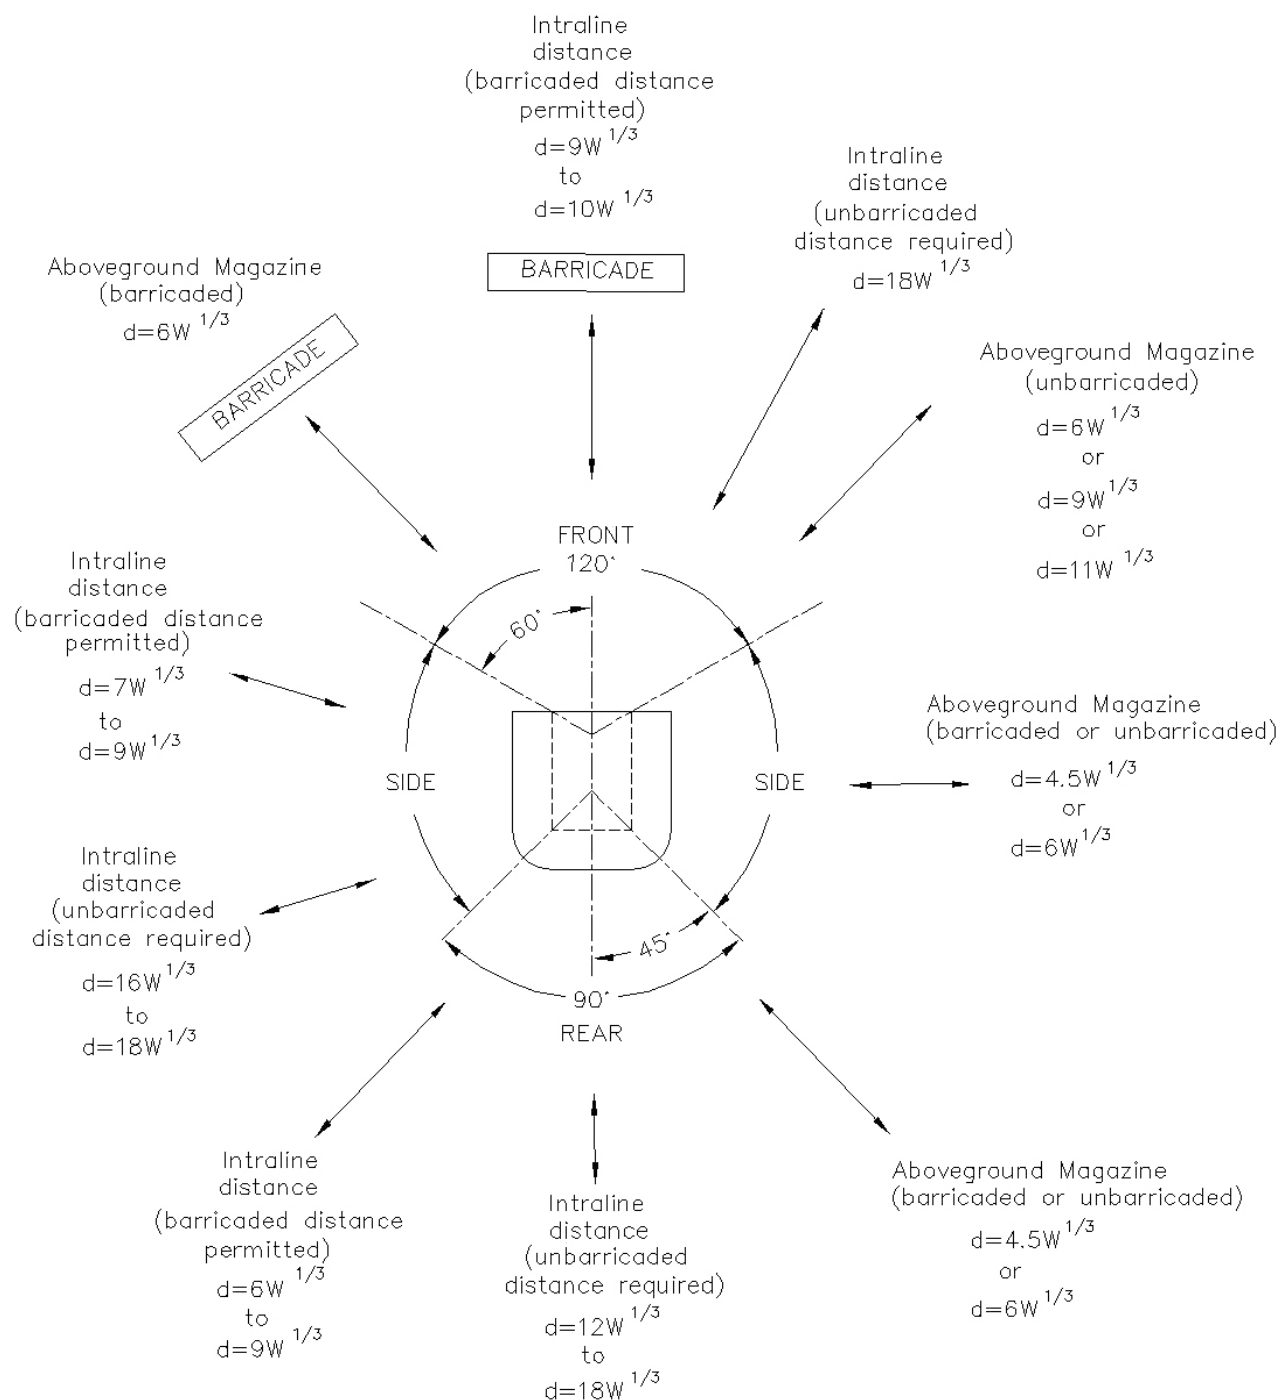 Intraline
distance
(barricaded distance
permitted)
d=9W 1/3
to
d=10W 1/3
BARRICADE
Intraline
distance
(unbarricaded
distance required)
d=18W 1/3
Aboveground Magazine
(barricaded)
d=6W 1/3
BARRICADE
Aboveground Magazine
(unbarricaded)
d=6W 1/3
or
d=9W 1/3
or
d=11W 1/3
FRONT
120°
60°
Intraline
distance
(barricaded distance
permitted)
d=7W 1/3
to
d=9W 1/3
SIDE
SIDE
Aboveground Magazine
(barricaded or unbarricaded)
d=4.5W 1/3
or
d=6W 1/3
Intraline
distance
(unbarricaded
distance required)
d=16W 1/3
to
d=18W 1/3
45°
90°
REAR
Intraline
distance
(barricaded distance
permitted)
d=6W 1/3
to
d=9W 1/3
Intraline
distance
(unbarricaded
distance required)
d=12W 1/3
to
d=18W 1/3
Aboveground Magazine
(barricaded or unbarricaded)
d=4.5W 1/3
or
d=6W 1/3